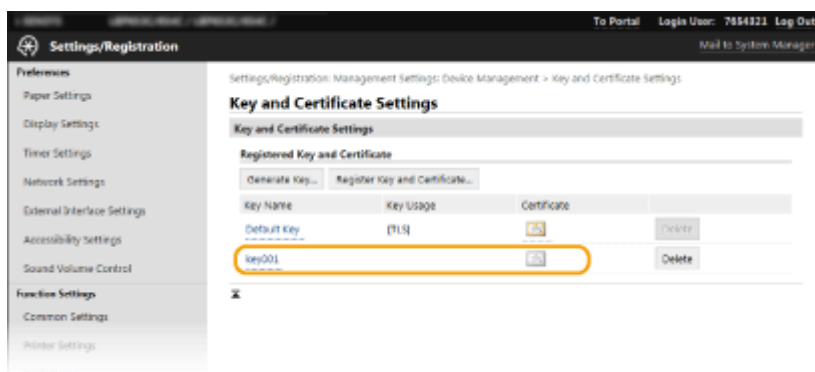 To Portal Login User: 7654321 Log Out
Settings/Registration
Mail to System Manager
Preferences
Paper Settings
Display Settings
Timer Settings
Network Settings
External Interface Settings
Accessibility Settings
Sound Volume Control
Function Settings
Common Settings
Printer Settings
Settings/Registration: Management Settings: Device Management > Key and Certificate Settings
Key and Certificate Settings
Key and Certificate Settings
Registered Key and Certificate
Generate Key... Register Key and Certificate...
Key Name Key Usage Certificate
Default Key [TLS] Delete
key001 Delete